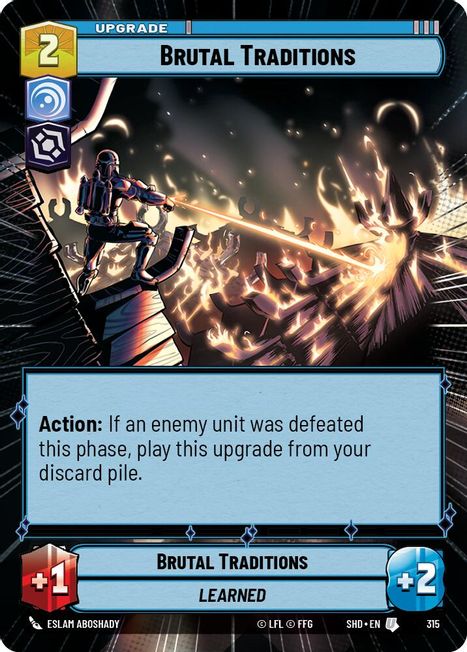 UPGRADE
2
BRUTAL TRADITIONS
Action: If an enemy unit was defeated
this phase, play this upgrade from your
discard pile.
BRUTAL TRADITIONS
+1
LEARNED
+2
ESLAM ABOSHADY
© LFL © FFG
SHD • EN
315